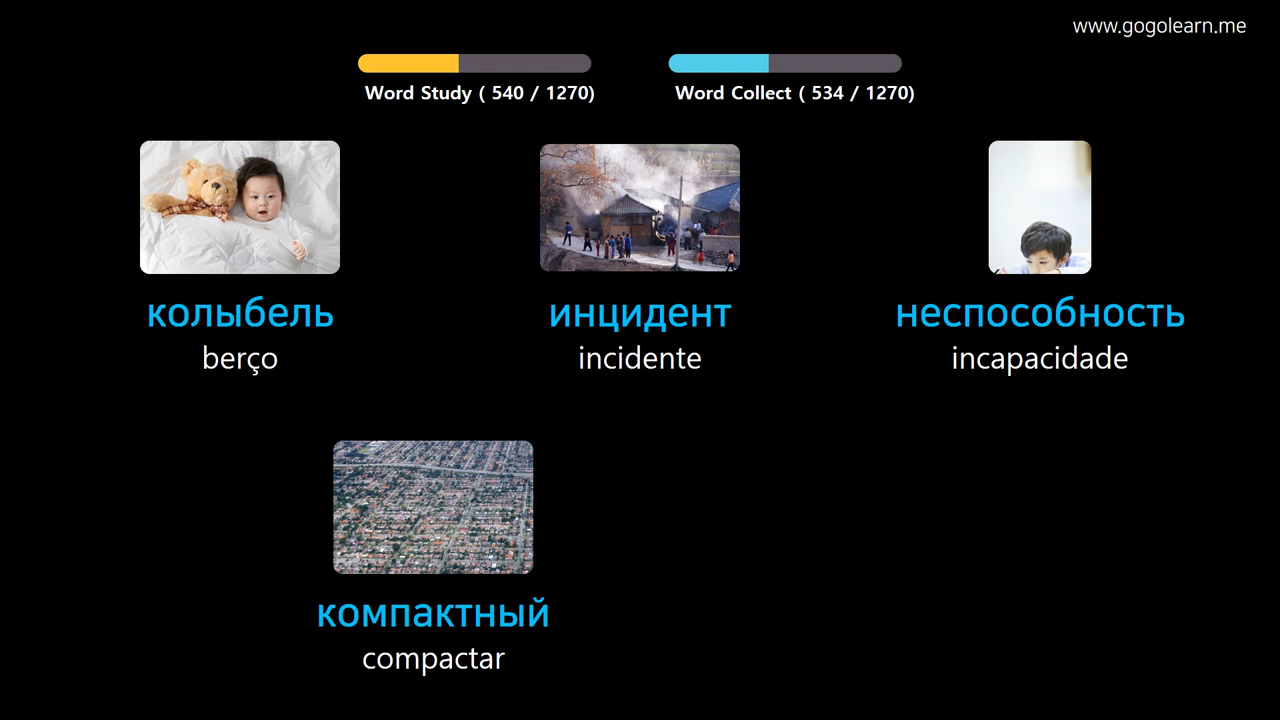 www.gogolearn.me
Word Study ( 540 / 1270)
Word Collect ( 534 / 1270)
колыбель
berço
инцидент
incidente
неспособность
incapacidade
компактный
compactar